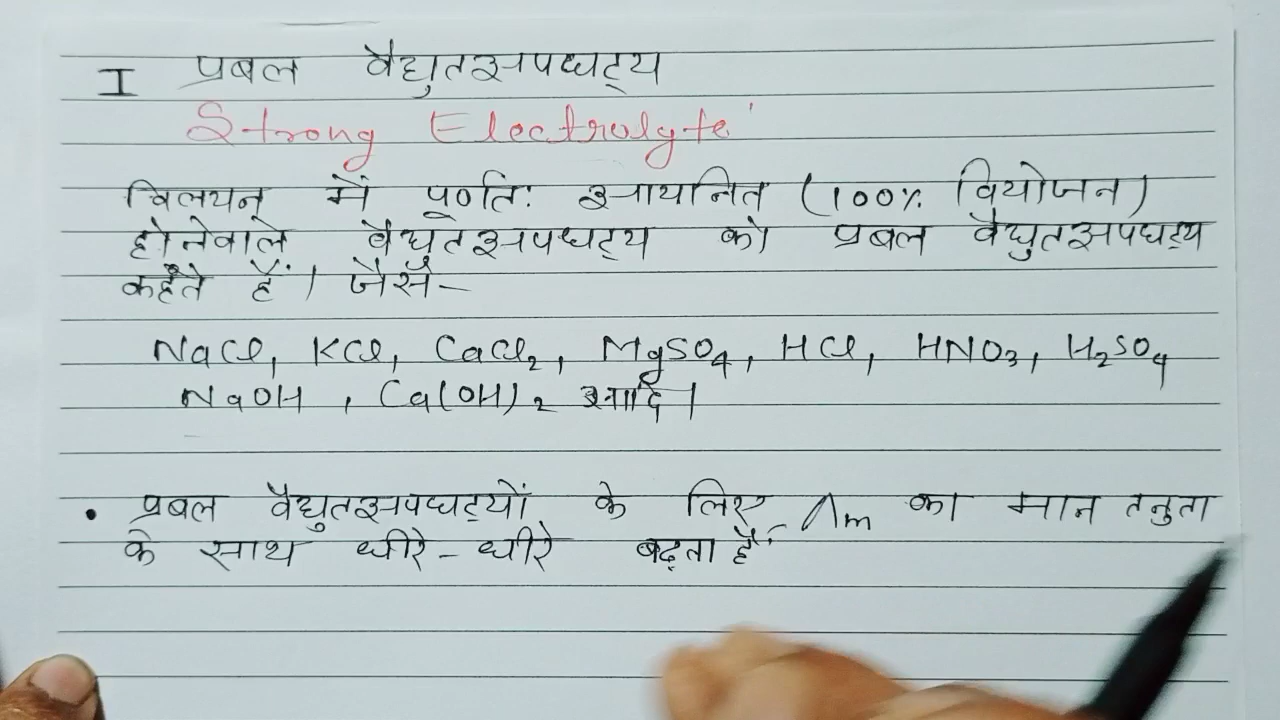 I प्रबल वैद्युतअपघट्य
Strong Electrolyte
विलयन में पूर्णतः आयनित (100% वियोजन)
होनेवाले वैद्युतअपघट्य को प्रबल वैद्युतअपघट्य
कहते हैं। जैसे-
NaCl, KCl, CaCl₂, MgSO₄, HCl, HNO₃, H₂SO₄
NaOH, Ca(OH)₂ आदि।
• प्रबल वैद्युतअपघट्यों के लिए Λm का मान तनुता
के साथ धीरे-धीरे बढ़ता है